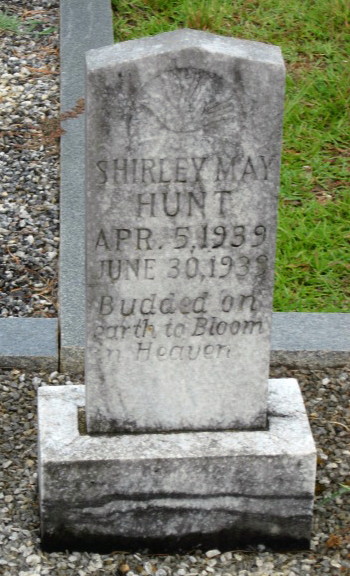 SHIRLEY MAY
HUNT
APR. 5, 1939
JUNE 30, 1939
Budded on
earth to Bloom
in Heaven